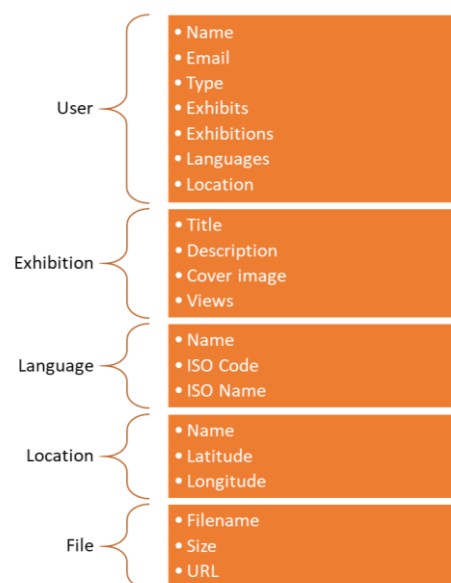 User
• Name
• Email
• Type
• Exhibits
• Exhibitions
• Languages
• Location
Exhibition
• Title
• Description
• Cover image
• Views
Language
• Name
• ISO Code
• ISO Name
Location
• Name
• Latitude
• Longitude
File
• Filename
• Size
• URL